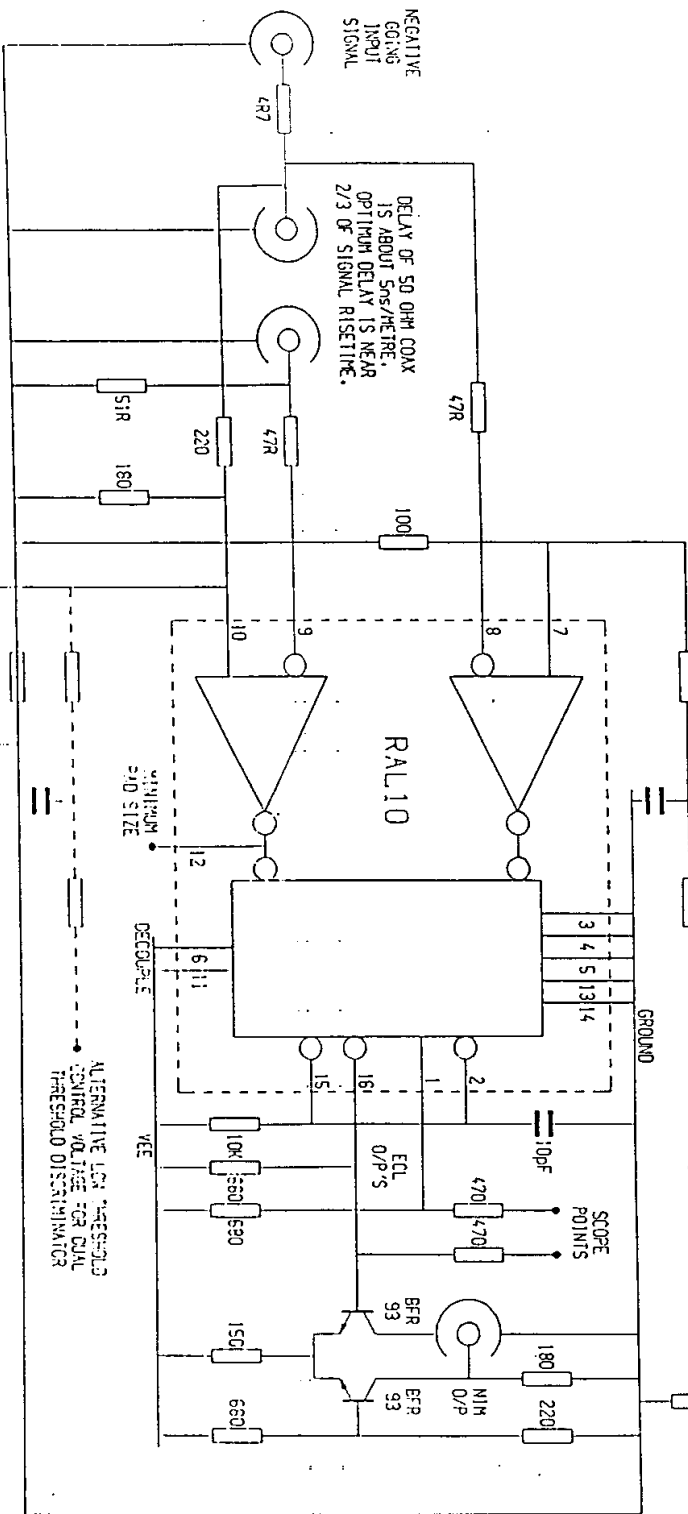 NEGATIVE
GOING
INPUT
SIGNAL
4R7
DELAY OF 50 OHM COAX
IS ABOUT 5ns/METRE.
OPTIMUM DELAY IS NEAR
2/3 OF SIGNAL RISETIME.
47R
51R
220
47R
180
100
10
9
8
7
RAL10
MINIMUM
PAD SIZE
12
3
4
5
13
14
GROUND
DECOUPLE
6
11
15
16
1
2
VEE
ALTERNATIVE LOW THRESHOLD
CONTROL VOLTAGE FOR DUAL
THRESHOLD DISCRIMINATOR
10K
680
680
ECL
O/P'S
10pF
470
470
SCOPE
POINTS
BFR
93
BFR
93
NIM
O/P
150
180
220